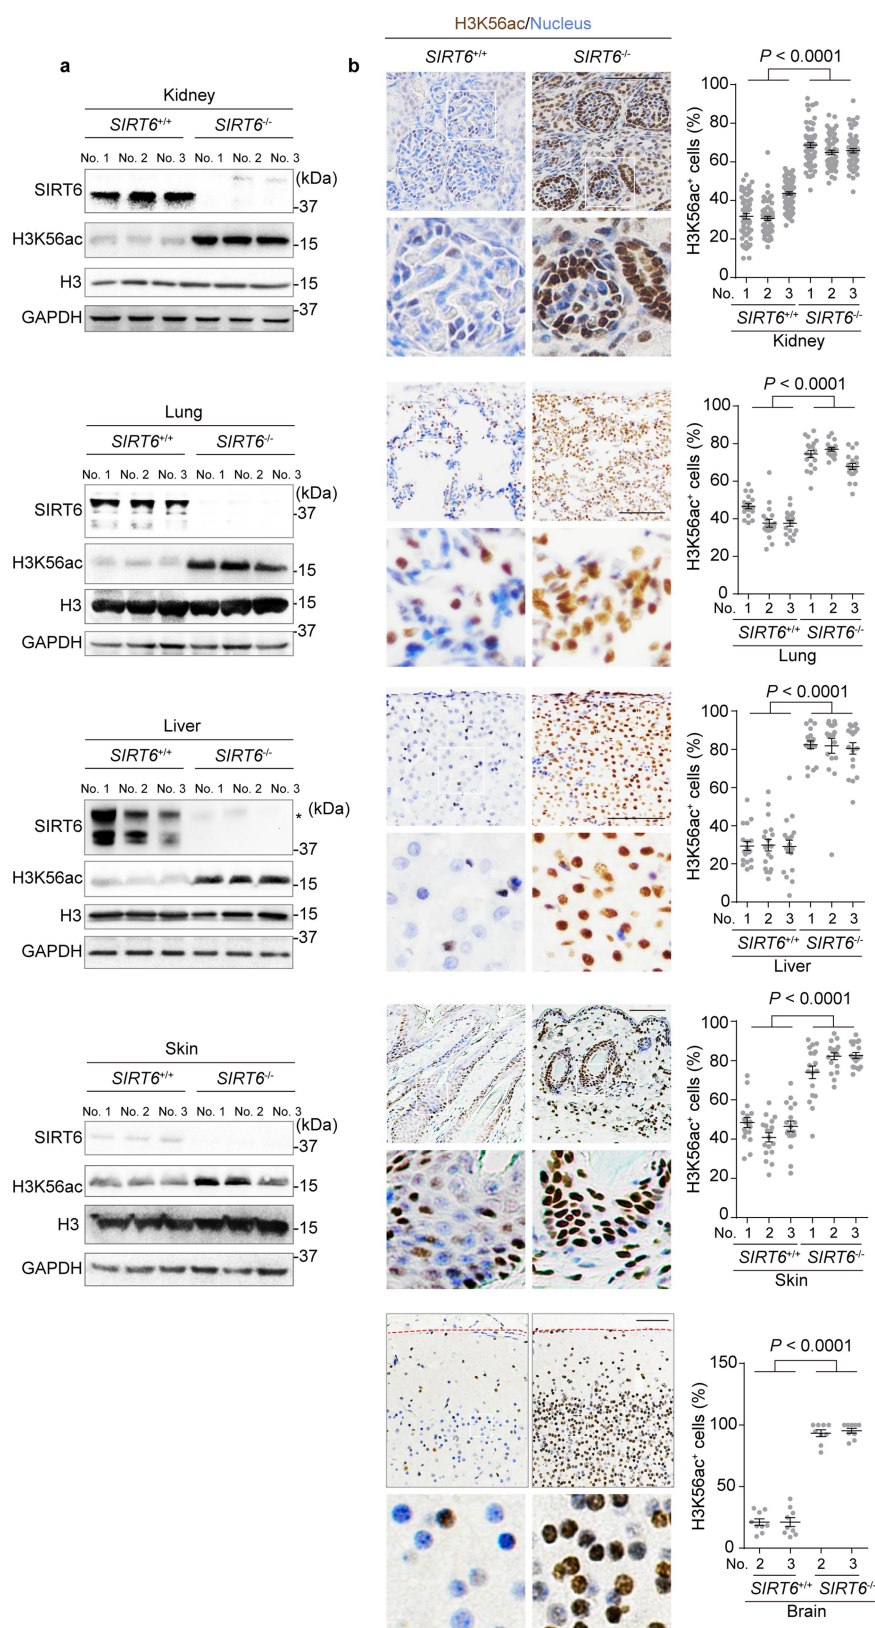 a
Kidney
SIRT6+/+ SIRT6-/-
No. 1 No. 2 No. 3 No. 1 No. 2 No. 3
(kDa)
SIRT6
-37
H3K56ac
-15
H3
-15
-37
GAPDH
Lung
SIRT6+/+ SIRT6-/-
No. 1 No. 2 No. 3 No. 1 No. 2 No. 3
(kDa)
SIRT6
-37
H3K56ac
-15
H3
-15
-37
GAPDH
Liver
SIRT6+/+ SIRT6-/-
No. 1 No. 2 No. 3 No. 1 No. 2 No. 3
* (kDa)
SIRT6
-37
H3K56ac
-15
H3
-15
-37
GAPDH
Skin
SIRT6+/+ SIRT6-/-
No. 1 No. 2 No. 3 No. 1 No. 2 No. 3
(kDa)
SIRT6
-37
H3K56ac
-15
H3
-15
-37
GAPDH
b
H3K56ac/Nucleus
SIRT6+/+ SIRT6-/-
P < 0.0001
H3K56ac+ cells (%)
100
80
60
40
20
0
No. 1 2 3 1 2 3
SIRT6+/+ SIRT6-/-
Kidney
P < 0.0001
H3K56ac+ cells (%)
100
80
60
40
20
0
No. 1 2 3 1 2 3
SIRT6+/+ SIRT6-/-
Lung
P < 0.0001
H3K56ac+ cells (%)
100
80
60
40
20
0
No. 1 2 3 1 2 3
SIRT6+/+ SIRT6-/-
Liver
P < 0.0001
H3K56ac+ cells (%)
100
80
60
40
20
0
No. 1 2 3 1 2 3
SIRT6+/+ SIRT6-/-
Skin
P < 0.0001
H3K56ac+ cells (%)
150
100
50
0
No. 2 3 2 3
SIRT6+/+ SIRT6-/-
Brain